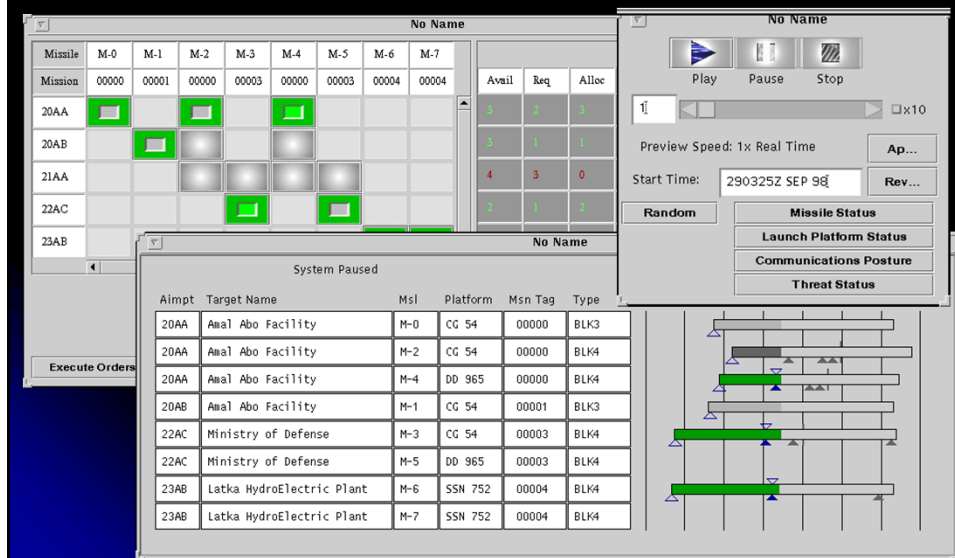 No Name
Missile M-0 M-1 M-2 M-3 M-4 M-5 M-6 M-7
Mission 00000 00001 00000 00003 00000 00003 00004 00004
Avail Req Alloc
20AA 3 2 3
20AB 3 1 1
21AA 4 3 0
22AC 2 1 2
23AB
Execute Orders
No Name
Play Pause Stop
1 x10
Preview Speed: 1x Real Time Ap...
Start Time: 290325Z SEP 98 Rev...
Random Missile Status
Launch Platform Status
Communications Posture
Threat Status
No Name
System Paused
Aimpt Target Name Msl Platform Msn Tag Type
20AA Amal Abo Facility M-0 CG 54 00000 BLK3
20AA Amal Abo Facility M-2 CG 54 00000 BLK4
20AA Amal Abo Facility M-4 DD 965 00000 BLK4
20AB Amal Abo Facility M-1 CG 54 00001 BLK3
22AC Ministry of Defense M-3 CG 54 00003 BLK4
22AC Ministry of Defense M-5 DD 965 00003 BLK4
23AB Latka HydroElectric Plant M-6 SSN 752 00004 BLK4
23AB Latka HydroElectric Plant M-7 SSN 752 00004 BLK4